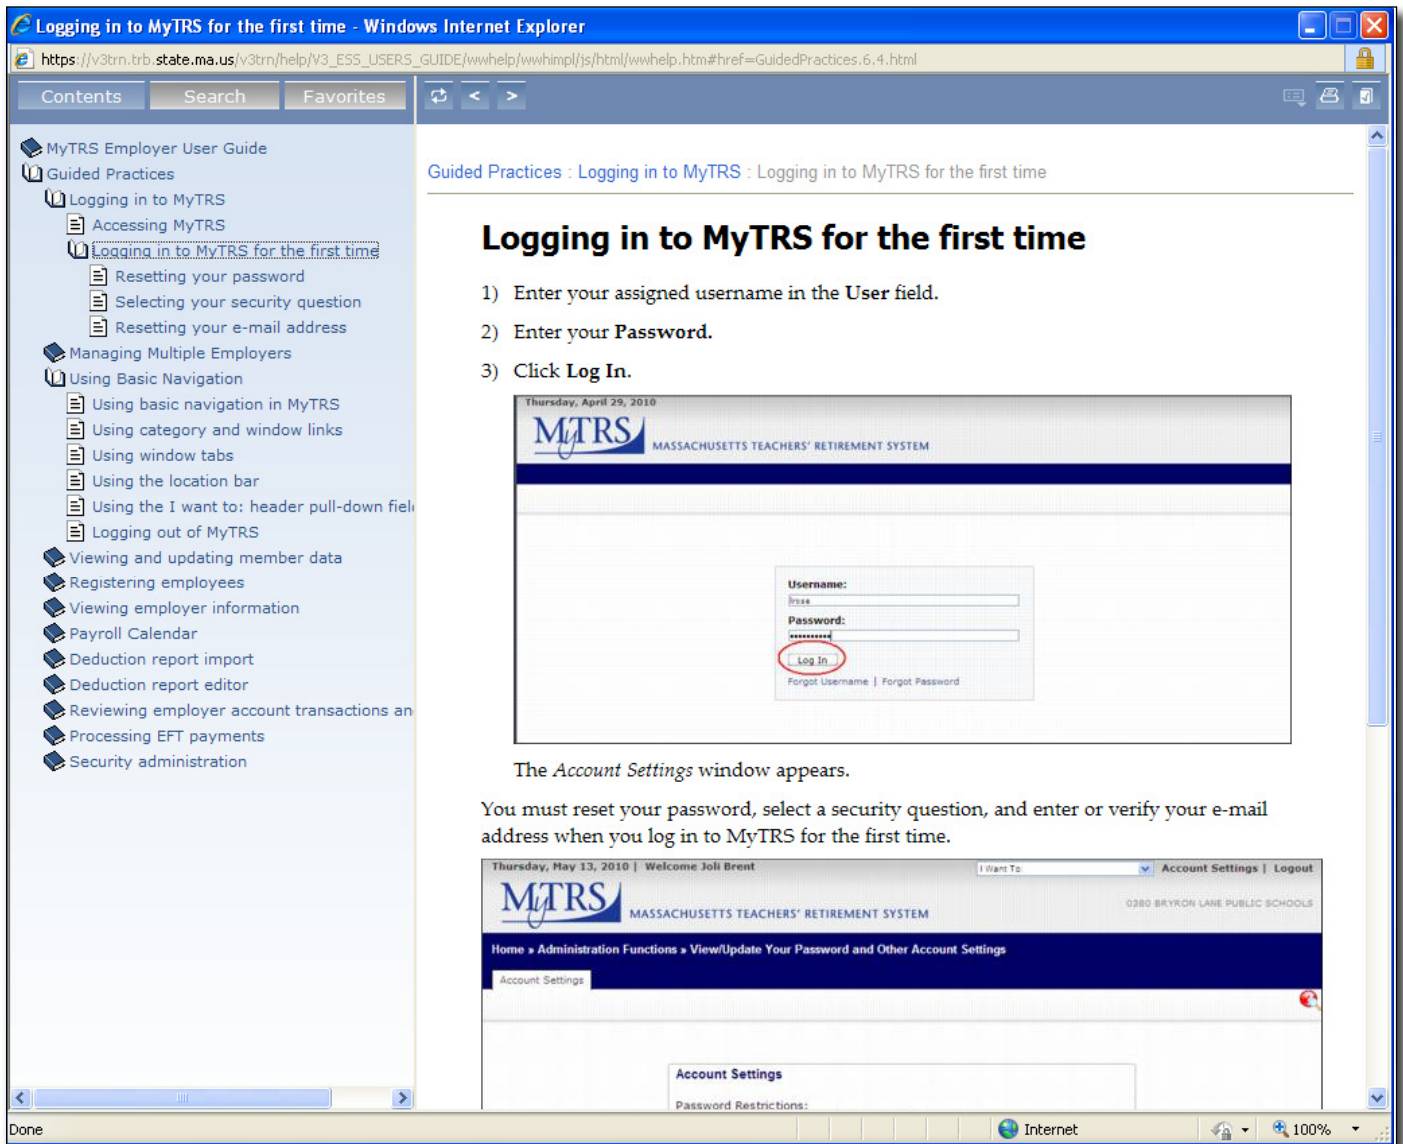 Logging in to MyTRS for the first time - Windows Internet Explorer
https://v3trn.trb.state.ma.us/v3trn/help/V3_ESS_USERS_GUIDE/wwhelp/wwhimpl/js/html/wwhelp.htm#href=GuidedPractices.6.4.html
Contents Search Favorites
MyTRS Employer User Guide
Guided Practices
Logging in to MyTRS
Accessing MyTRS
Logging in to MyTRS for the first time
Resetting your password
Selecting your security question
Resetting your e-mail address
Managing Multiple Employers
Using Basic Navigation
Using basic navigation in MyTRS
Using category and window links
Using window tabs
Using the location bar
Using the I want to: header pull-down fiel
Logging out of MyTRS
Viewing and updating member data
Registering employees
Viewing employer information
Payroll Calendar
Deduction report import
Deduction report editor
Reviewing employer account transactions an
Processing EFT payments
Security administration
Guided Practices : Logging in to MyTRS : Logging in to MyTRS for the first time
Logging in to MyTRS for the first time
1) Enter your assigned username in the User field.
2) Enter your Password.
3) Click Log In.
Thursday, April 29, 2010
MyTRS MASSACHUSETTS TEACHERS' RETIREMENT SYSTEM
Username:
Password:
Log In
Forgot Username | Forgot Password
The Account Settings window appears.
You must reset your password, select a security question, and enter or verify your e-mail
address when you log in to MyTRS for the first time.
Thursday, May 13, 2010 | Welcome Joli Brent I Want To: Account Settings | Logout
MyTRS MASSACHUSETTS TEACHERS' RETIREMENT SYSTEM 0380 BRYRON LANE PUBLIC SCHOOLS
Home » Administration Functions » View/Update Your Password and Other Account Settings
Account Settings
Account Settings
Password Restrictions:
Done Internet 100%